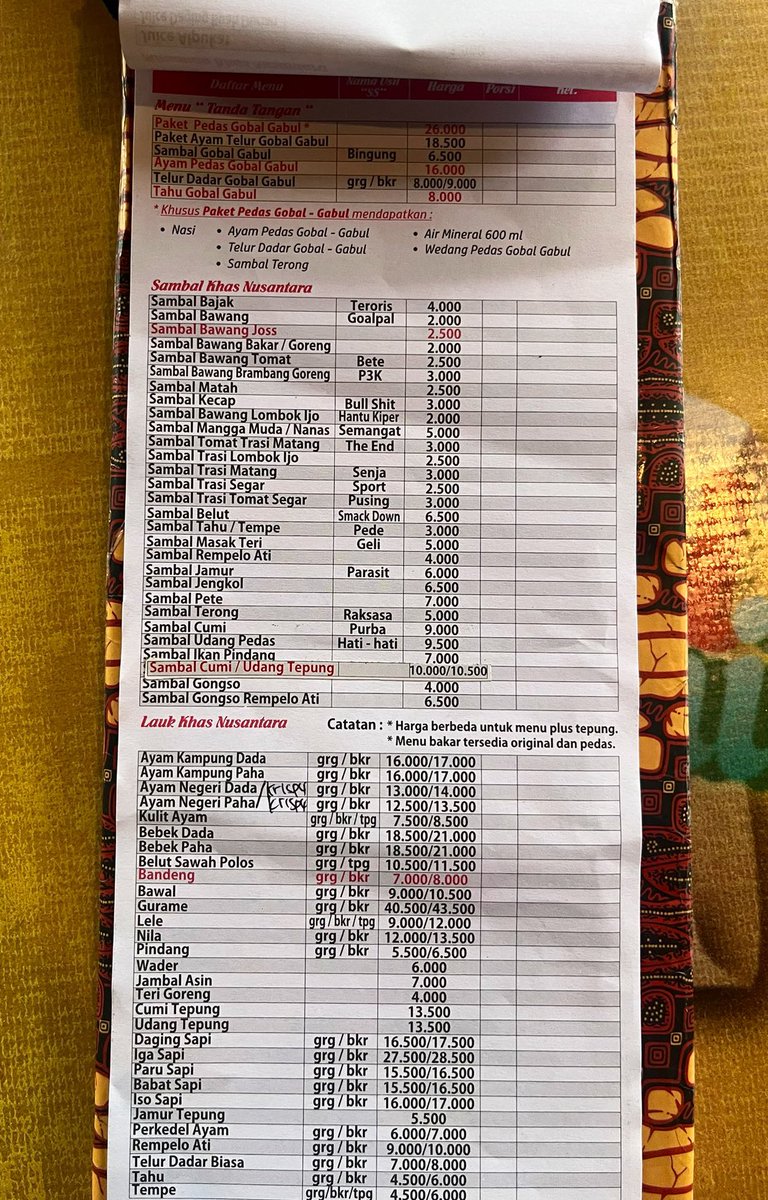 Juice Daging Buah Durian
Juice Alpukat
Daftar Menu Nama Usil "SS" Harga Porsi Ket.
Menu " Tanda Tangan "
Paket Pedas Gobal Gabul * 26.000
Paket Ayam Telur Gobal Gabul 18.500
Sambal Gobal Gabul Bingung 6.500
Ayam Pedas Gobal Gabul 16.000
Telur Dadar Gobal Gabul grg / bkr 8.000/9.000
Tahu Gobal Gabul 8.000
* Khusus Paket Pedas Gobal - Gabul mendapatkan :
• Nasi • Ayam Pedas Gobal - Gabul • Air Mineral 600 ml
• Telur Dadar Gobal - Gabul • Wedang Pedas Gobal Gabul
• Sambal Terong
Sambal Khas Nusantara
Sambal Bajak Teroris 4.000
Sambal Bawang Goalpal 2.000
Sambal Bawang Joss 2.500
Sambal Bawang Bakar / Goreng 2.000
Sambal Bawang Tomat Bete 2.500
Sambal Bawang Brambang Goreng P3K 3.000
Sambal Matah 2.500
Sambal Kecap Bull Shit 3.000
Sambal Bawang Lombok Ijo Hantu Kiper 2.000
Sambal Mangga Muda / Nanas Semangat 5.000
Sambal Tomat Trasi Matang The End 3.000
Sambal Trasi Lombok Ijo 2.500
Sambal Trasi Matang Senja 3.000
Sambal Trasi Segar Sport 2.500
Sambal Trasi Tomat Segar Pusing 3.000
Sambal Belut Smack Down 6.500
Sambal Tahu / Tempe Pede 3.000
Sambal Masak Teri Geli 5.000
Sambal Rempelo Ati 4.000
Sambal Jamur Parasit 6.000
Sambal Jengkol 6.500
Sambal Pete 7.000
Sambal Terong Raksasa 5.000
Sambal Cumi Purba 9.000
Sambal Udang Pedas Hati - hati 9.500
Sambal Ikan Pindang 7.000
Sambal Cumi / Udang Tepung 10.000/10.500
Sambal Gongso 4.000
Sambal Gongso Rempelo Ati 6.500
Lauk Khas Nusantara Catatan : * Harga berbeda untuk menu plus tepung.
* Menu bakar tersedia original dan pedas.
Ayam Kampung Dada grg / bkr 16.000/17.000
Ayam Kampung Paha grg / bkr 16.000/17.000
Ayam Negeri Dada / krispy grg / bkr 13.000/14.000
Ayam Negeri Paha / crispy grg / bkr 12.500/13.500
Kulit Ayam grg / bkr / tpg 7.500/8.500
Bebek Dada grg / bkr 18.500/21.000
Bebek Paha grg / bkr 18.500/21.000
Belut Sawah Polos grg / tpg 10.500/11.500
Bandeng grg / bkr 7.000/8.000
Bawal grg / bkr 9.000/10.500
Gurame grg / bkr 40.500/43.500
Lele grg / bkr / tpg 9.000/12.000
Nila grg / bkr 12.000/13.500
Pindang grg / bkr 5.500/6.500
Wader 6.000
Jambal Asin 7.000
Teri Goreng 4.000
Cumi Tepung 13.500
Udang Tepung 13.500
Daging Sapi grg / bkr 16.500/17.500
Iga Sapi grg / bkr 27.500/28.500
Paru Sapi grg / bkr 15.500/16.500
Babat Sapi grg / bkr 15.500/16.500
Iso Sapi grg / bkr 16.000/17.000
Jamur Tepung 5.500
Perkedel Ayam grg / bkr 6.000/7.000
Rempelo Ati grg / bkr 9.000/10.000
Telur Dadar Biasa grg / bkr 7.000/8.000
Tahu grg / bkr 4.500/6.000
Tempe grg/bkr/tpg 4.500/6.000